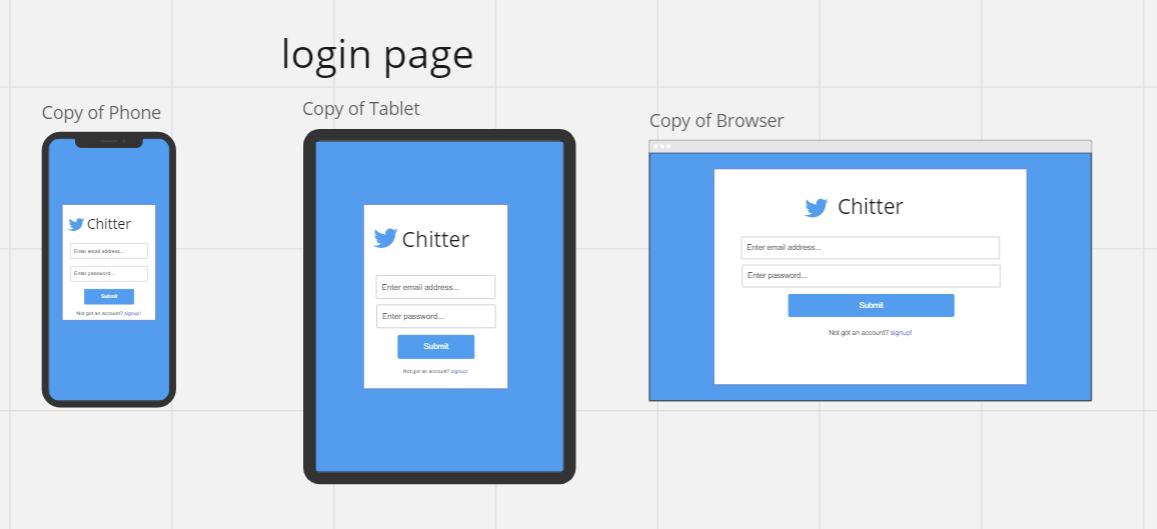 login page
Copy of Phone
Chitter
Enter email address...
Enter password...
Submit
Not got an account? signup!
Copy of Tablet
Chitter
Enter email address...
Enter password...
Submit
Not got an account? signup!
Copy of Browser
Chitter
Enter email address...
Enter password...
Submit
Not got an account? signup!